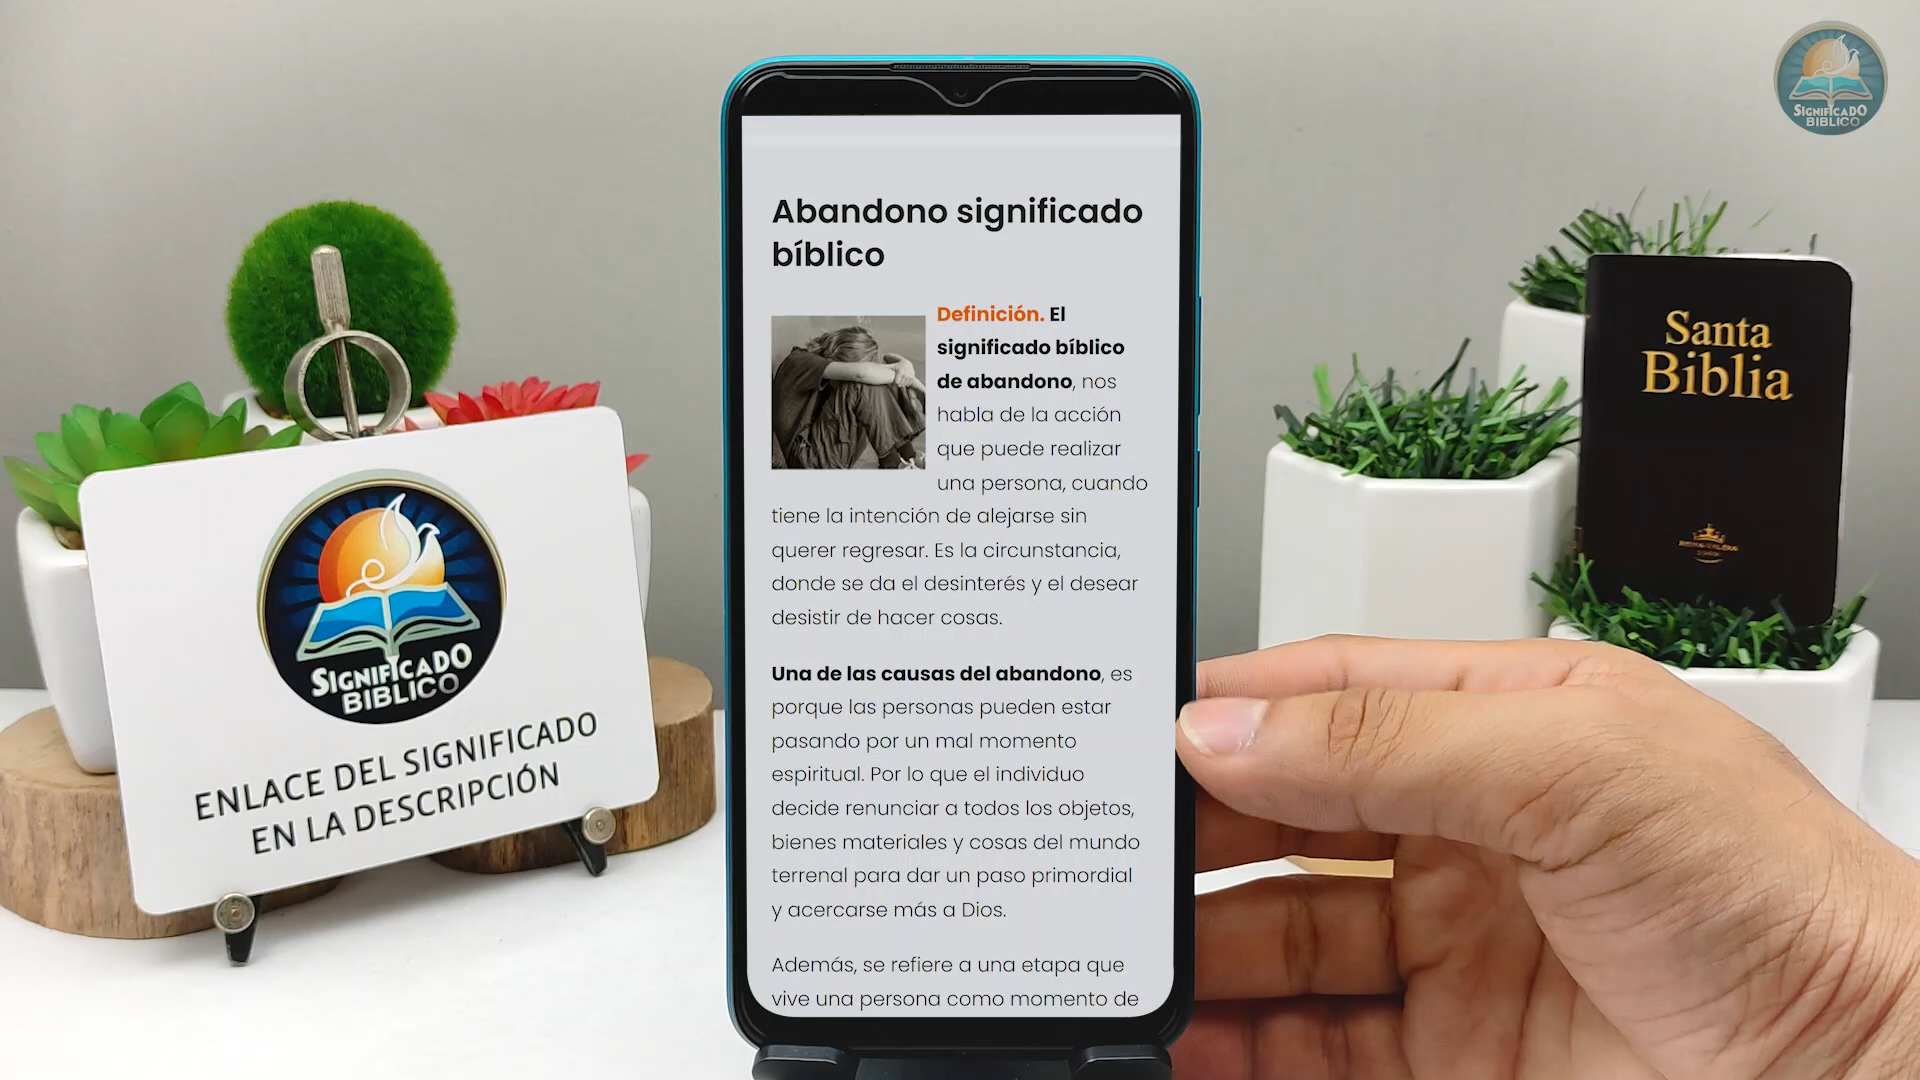 SIGNIFICADO
BIBLICO
Abandono significado
bíblico
Definición. El
significado bíblico
de abandono, nos
habla de la acción
que puede realizar
una persona, cuando
tiene la intención de alejarse sin
querer regresar. Es la circunstancia,
donde se da el desinterés y el desear
desistir de hacer cosas.
Una de las causas del abandono, es
porque las personas pueden estar
pasando por un mal momento
espiritual. Por lo que el individuo
decide renunciar a todos los objetos,
bienes materiales y cosas del mundo
terrenal para dar un paso primordial
y acercarse más a Dios.
Además, se refiere a una etapa que
vive una persona como momento de
SIGNIFICADO
BIBLICO
ENLACE DEL SIGNIFICADO
EN LA DESCRIPCIÓN
Santa
Biblia
REINA-VALERA